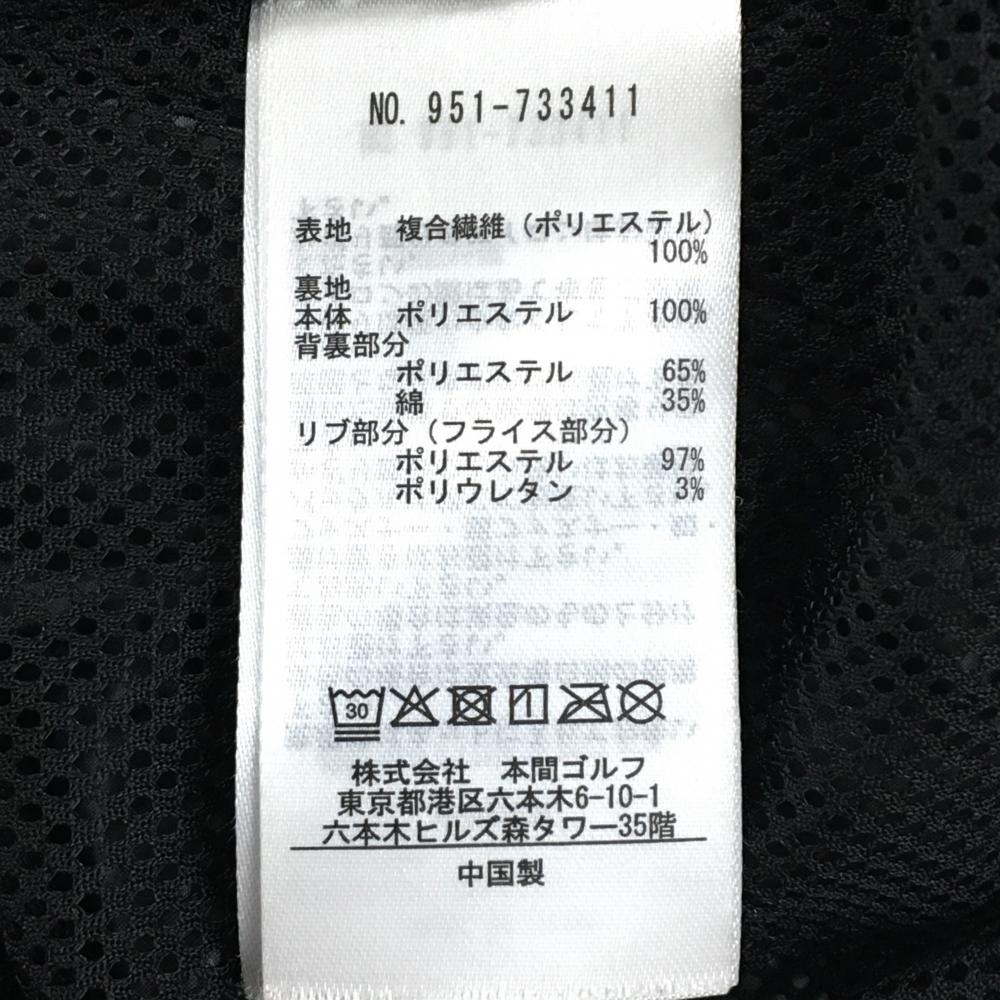 NO. 951-733411
表地 複合繊維(ポリエステル)
100%
裏地
本体 ポリエステル 100%
背裏部分
ポリエステル 65%
綿 35%
リブ部分(フライス部分)
ポリエステル 97%
ポリウレタン 3%
30
株式会社 本間ゴルフ
東京都港区六本木6-10-1
六本木ヒルズ森タワー35階
中国製